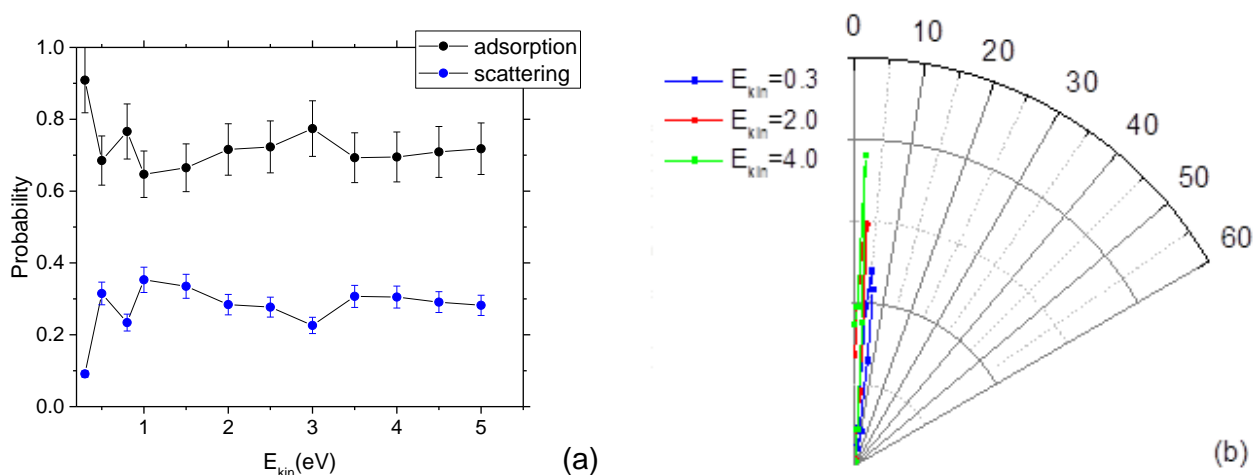 adsorption
scattering
1.0
0.8
0.6
0.4
0.2
0.0
Probability
1 2 3 4 5
E_kin(eV)
(a)
0 10 20 30 40 50 60
E_kin=0.3
E_kin=2.0
E_kin=4.0
(b)